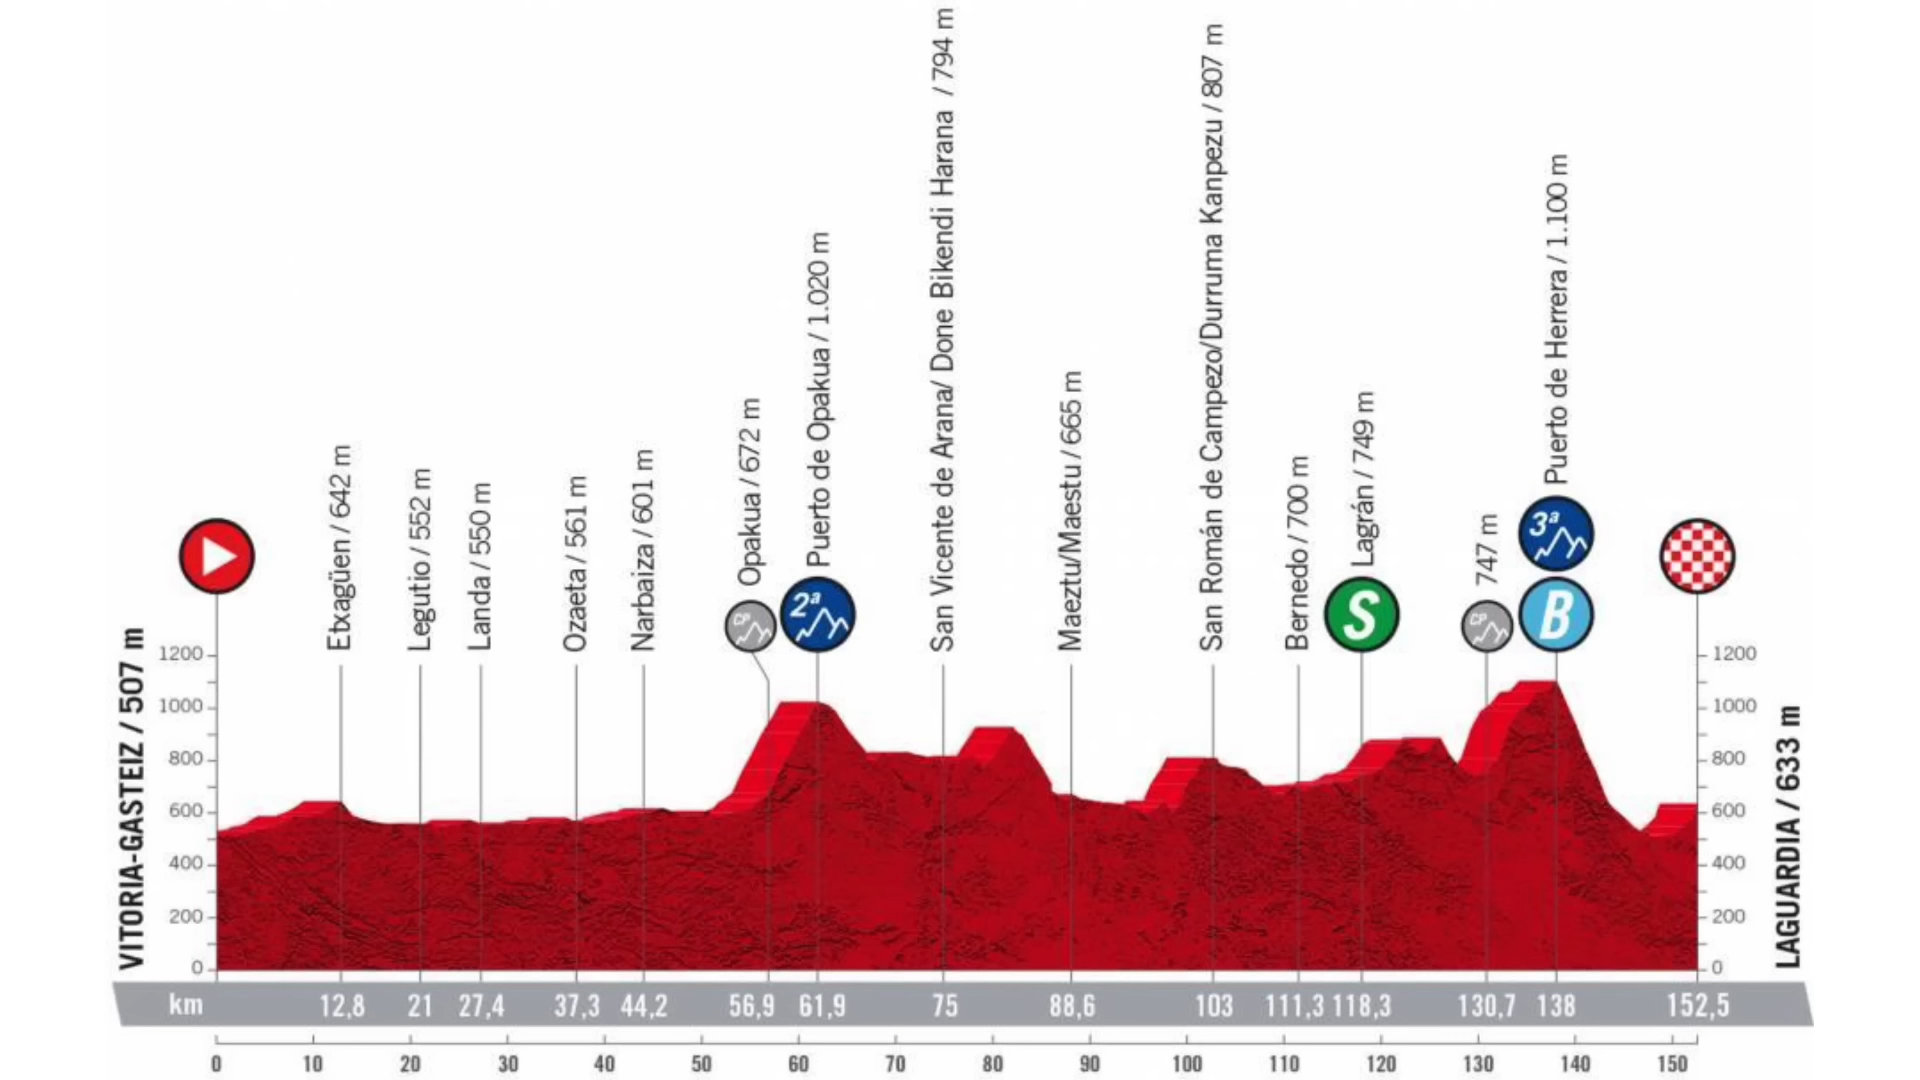 VITORIA-GASTEIZ / 507 m
Etxagüen / 642 m
Legutio / 552 m
Landa / 550 m
Ozaeta / 561 m
Narbaiza / 601 m
Opakua / 672 m
CP
Puerto de Opakua / 1.020 m
2ª
San Vicente de Arana/ Done Bikendi Harana / 794 m
Maeztu/Maestu / 665 m
San Román de Campezo/Durruma Kanpezu / 807 m
Bernedo / 700 m
Lagrán / 749 m
S
747 m
CP
Puerto de Herrera / 1.100 m
3ª
B
LAGUARDIA / 633 m
1200
1000
800
600
400
200
0
1200
1000
800
600
400
200
0
km 12,8 21 27,4 37,3 44,2 56,9 61,9 75 88,6 103 111,3 118,3 130,7 138 152,5
0 10 20 30 40 50 60 70 80 90 100 110 120 130 140 150